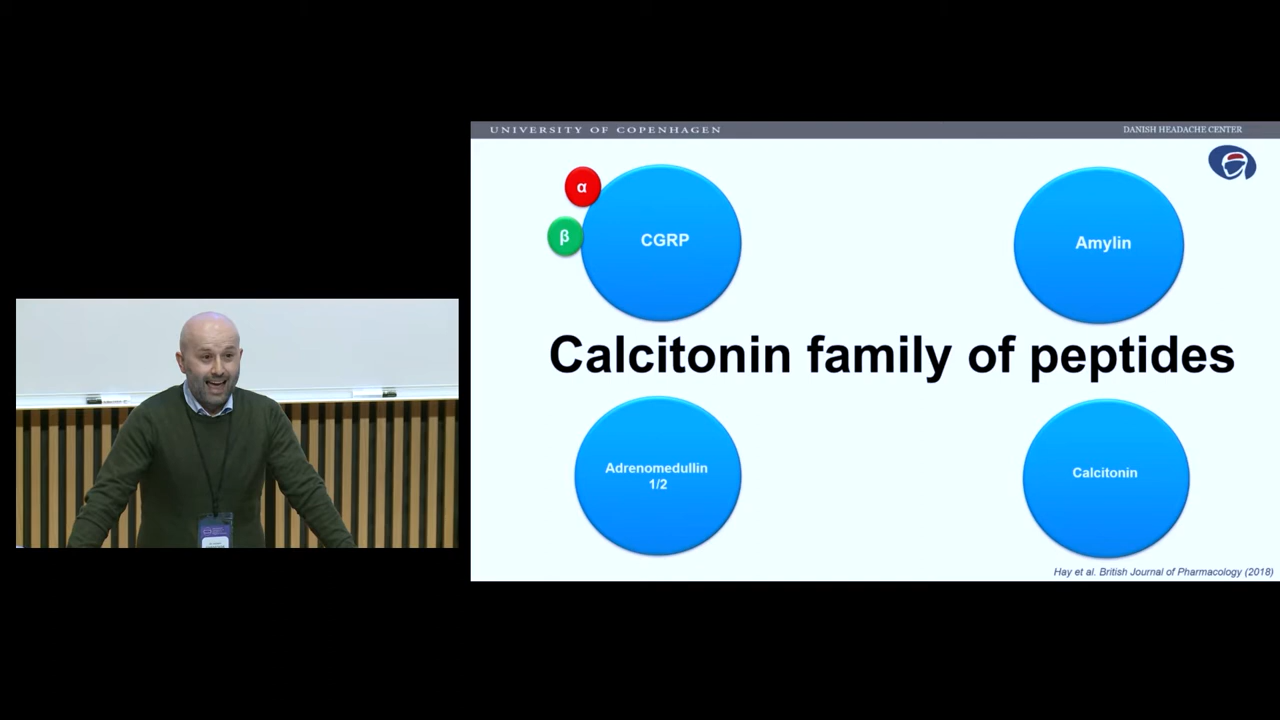 UNIVERSITY OF COPENHAGEN
DANISH HEADACHE CENTER
α
β
CGRP
Amylin
Calcitonin family of peptides
Adrenomedullin
1/2
Calcitonin
Hay et al. British Journal of Pharmacology (2018)